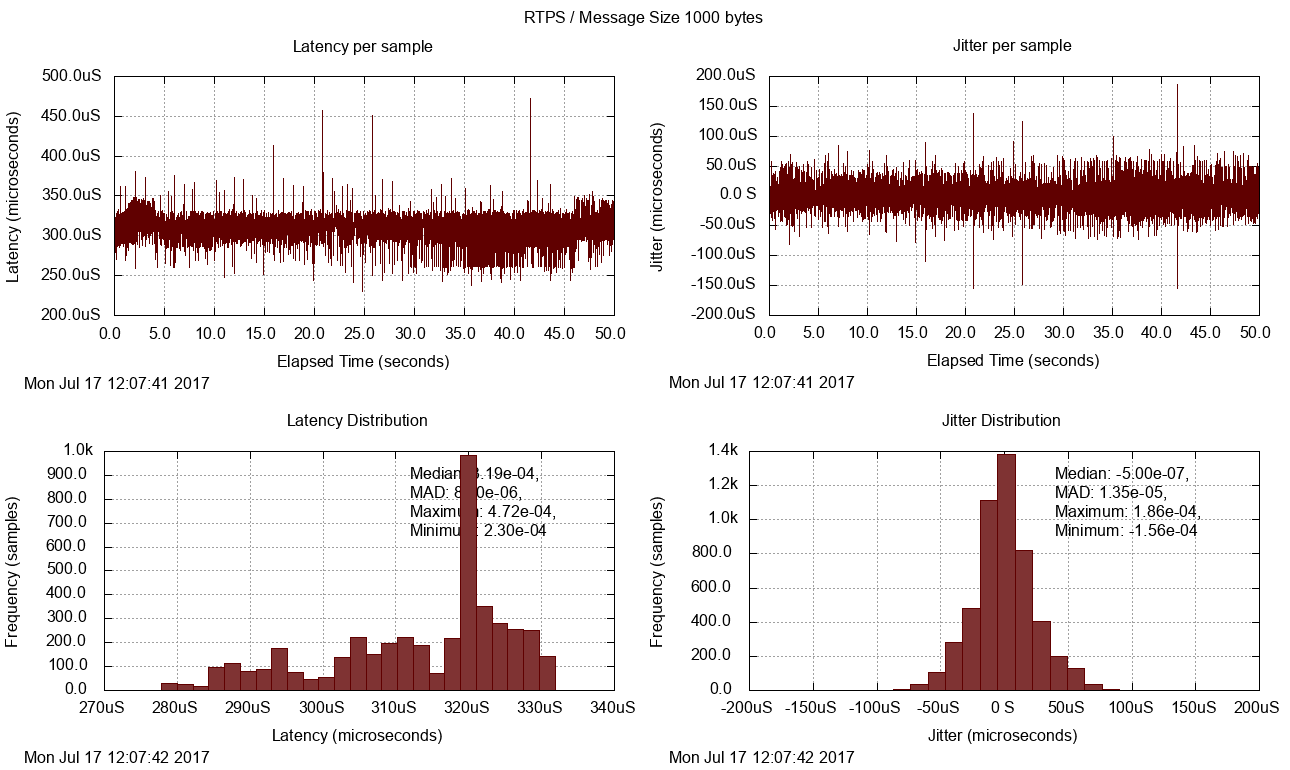 RTPS / Message Size 1000 bytes
Latency per sample
500.0uS
450.0uS
400.0uS
350.0uS
300.0uS
250.0uS
200.0uS
Latency (microseconds)
0.0 5.0 10.0 15.0 20.0 25.0 30.0 35.0 40.0 45.0 50.0
Elapsed Time (seconds)
Mon Jul 17 12:07:41 2017
Jitter per sample
200.0uS
150.0uS
100.0uS
50.0uS
0.0 S
-50.0uS
-100.0uS
-150.0uS
-200.0uS
Jitter (microseconds)
0.0 5.0 10.0 15.0 20.0 25.0 30.0 35.0 40.0 45.0 50.0
Elapsed Time (seconds)
Mon Jul 17 12:07:41 2017
Latency Distribution
1.0k
900.0
800.0
700.0
600.0
500.0
400.0
300.0
200.0
100.0
0.0
Frequency (samples)
Median: 3.19e-04,
MAD: e-06,
Maximum: 4.72e-04,
Minimum: 2.30e-04
270uS 280uS 290uS 300uS 310uS 320uS 330uS 340uS
Latency (microseconds)
Mon Jul 17 12:07:42 2017
Jitter Distribution
1.4k
1.2k
1.0k
800.0
600.0
400.0
200.0
0.0
Frequency (samples)
Median: -5.00e-07,
MAD: 1.35e-05,
Maximum: 1.86e-04,
Minimum: -1.56e-04
-200uS -150uS -100uS -50uS 0 S 50uS 100uS 150uS 200uS
Jitter (microseconds)
Mon Jul 17 12:07:42 2017